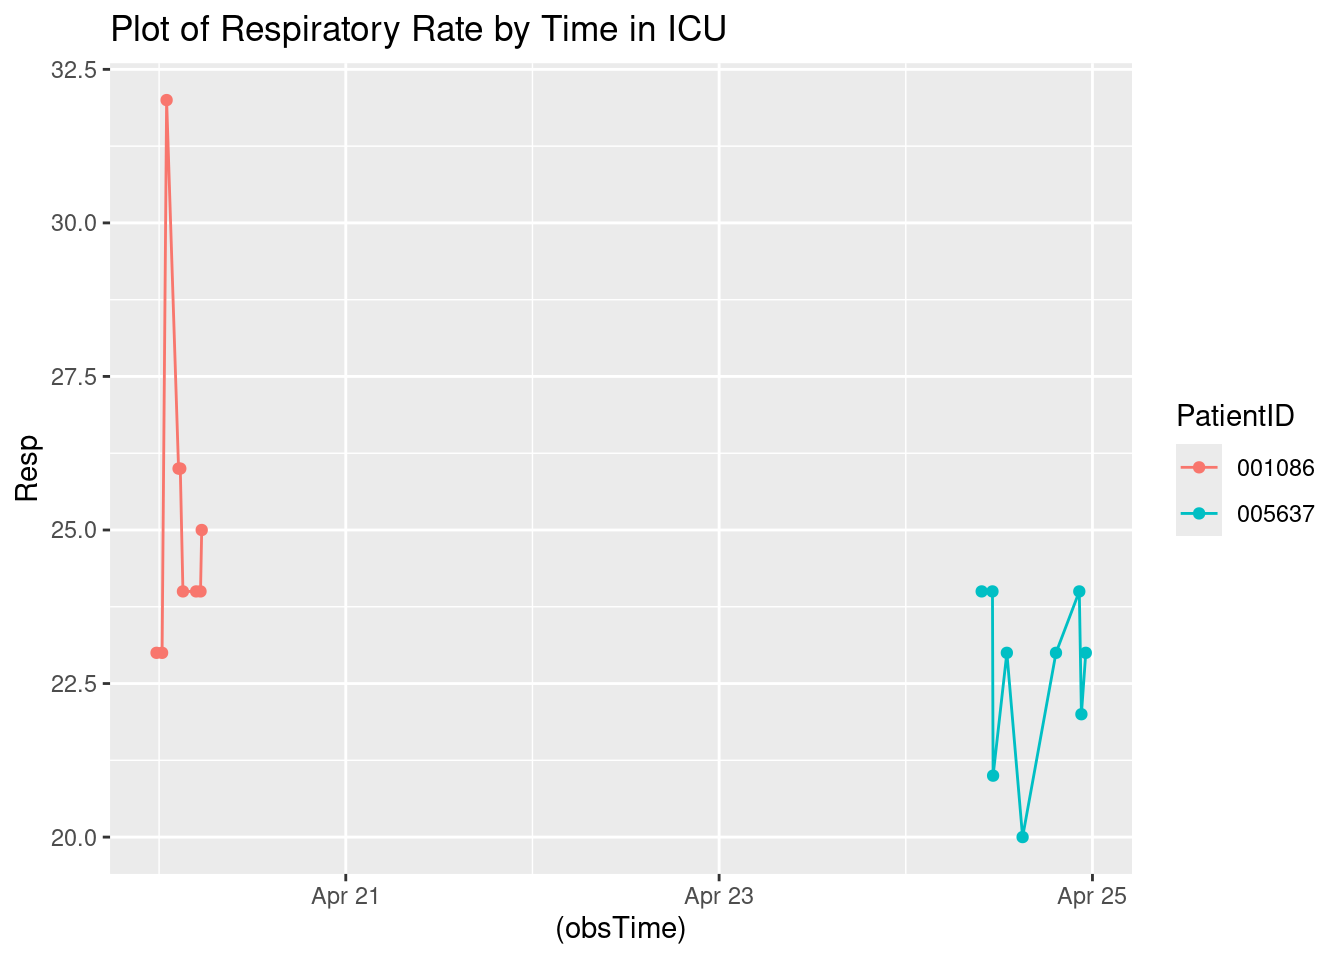 Plot of Respiratory Rate by Time in ICU
32.5
30.0
27.5
25.0
22.5
20.0
Resp
Apr 21
Apr 23
Apr 25
(obsTime)
PatientID
001086
005637